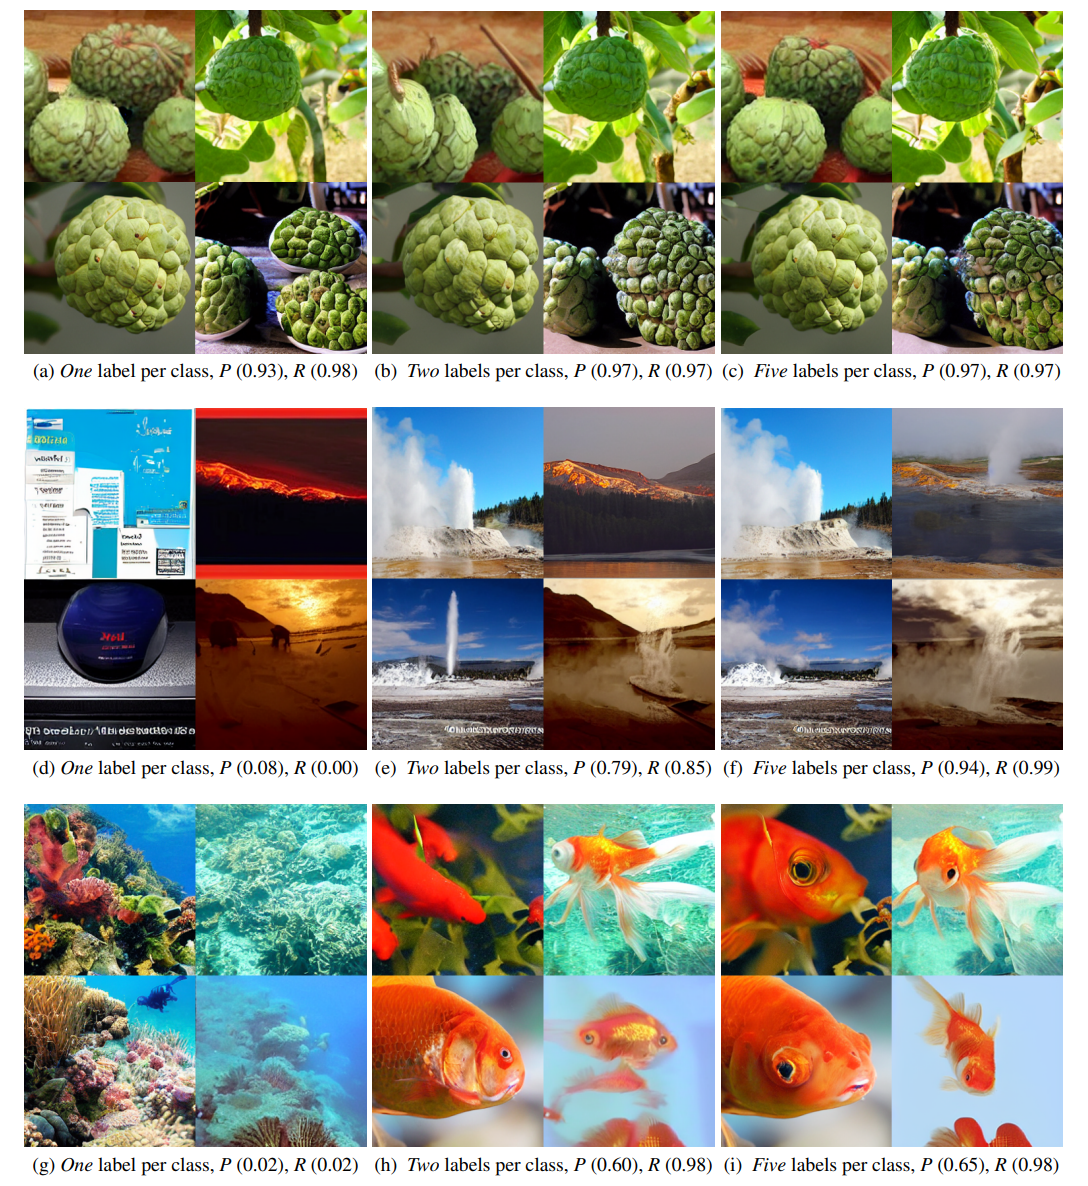 (a) One label per class, P (0.93), R (0.98)
(b) Two labels per class, P (0.97), R (0.97)
(c) Five labels per class, P (0.97), R (0.97)
(d) One label per class, P (0.08), R (0.00)
(e) Two labels per class, P (0.79), R (0.85)
(f) Five labels per class, P (0.94), R (0.99)
(g) One label per class, P (0.02), R (0.02)
(h) Two labels per class, P (0.60), R (0.98)
(i) Five labels per class, P (0.65), R (0.98)